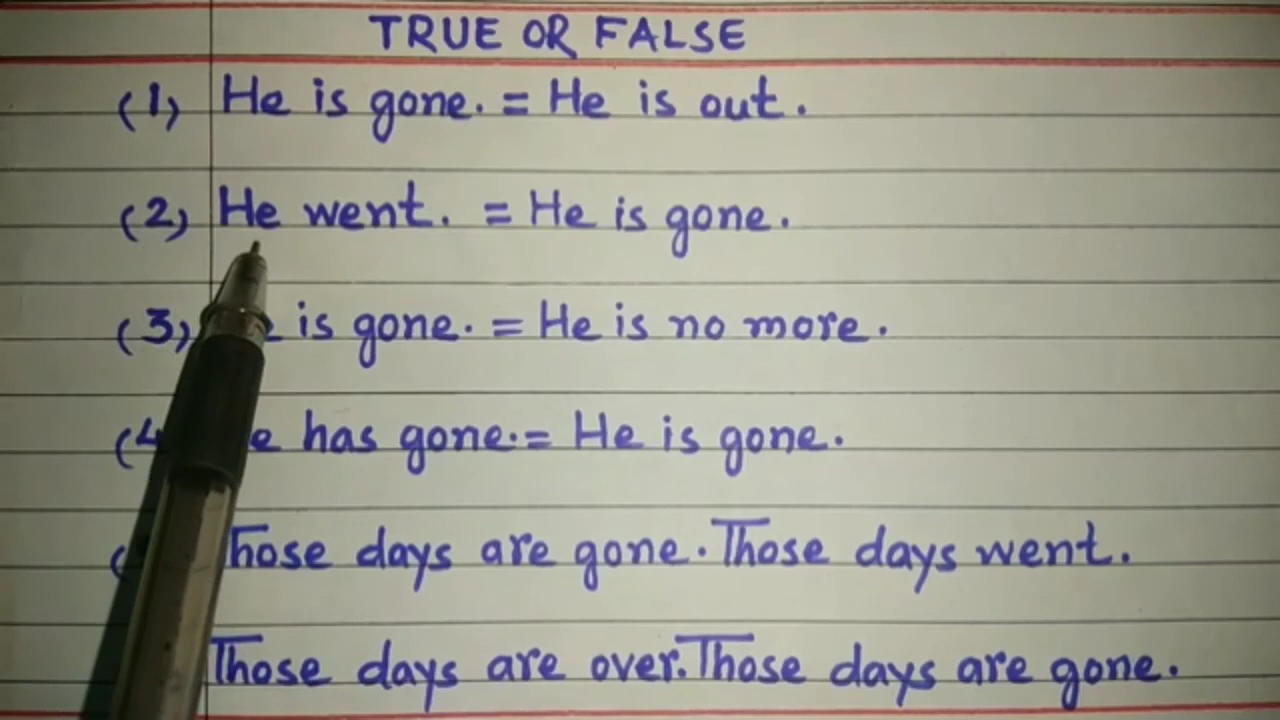 TRUE OR FALSE
(1) He is gone. = He is out.
(2) He went. = He is gone.
(3) is gone. = He is no more.
(4 has gone. = He is gone.
Those days are gone. Those days went.
Those days are over. Those days are gone.